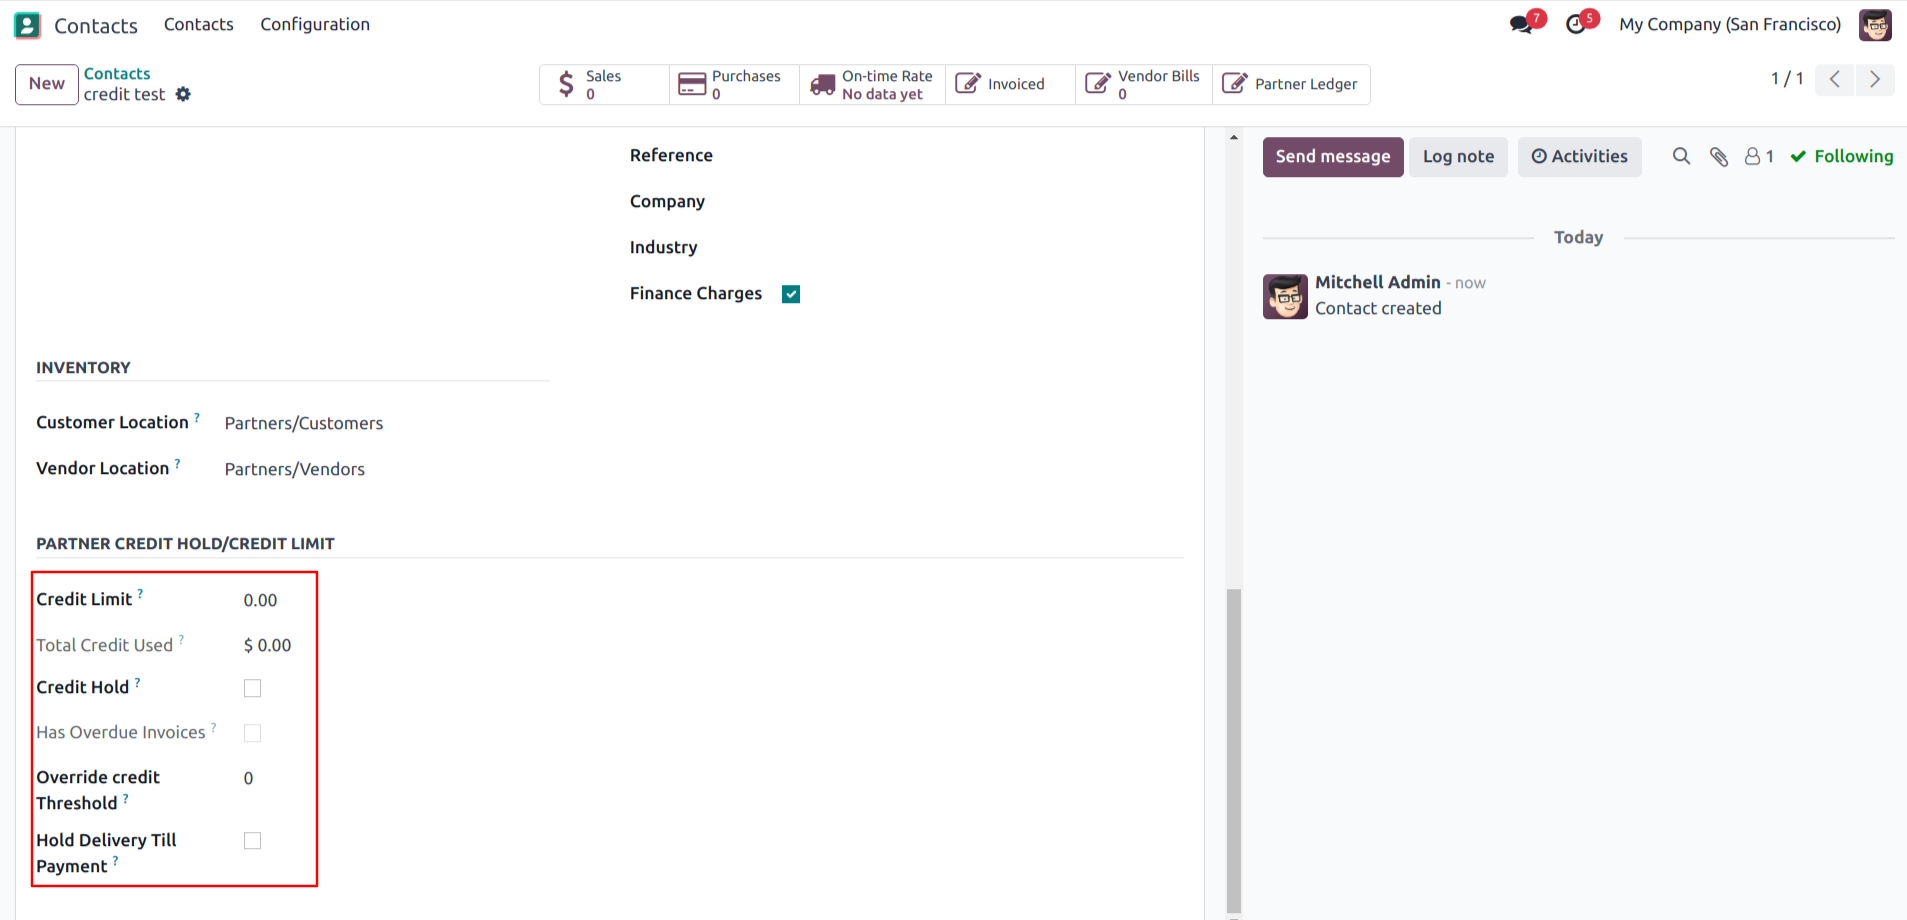 Contacts
Contacts
Configuration
7
5
My Company (San Francisco)
New
Contacts
credit test
Sales
0
Purchases
0
On-time Rate
No data yet
Invoiced
Vendor Bills
0
Partner Ledger
1 / 1
Reference
Company
Industry
Finance Charges
INVENTORY
Customer Location ? Partners/Customers
Vendor Location ? Partners/Vendors
PARTNER CREDIT HOLD/CREDIT LIMIT
Credit Limit ? 0.00
Total Credit Used ? $ 0.00
Credit Hold ?
Has Overdue Invoices ?
Override credit
Threshold ? 0
Hold Delivery Till
Payment ?
Send message
Log note
Activities
1
Following
Today
Mitchell Admin - now
Contact created